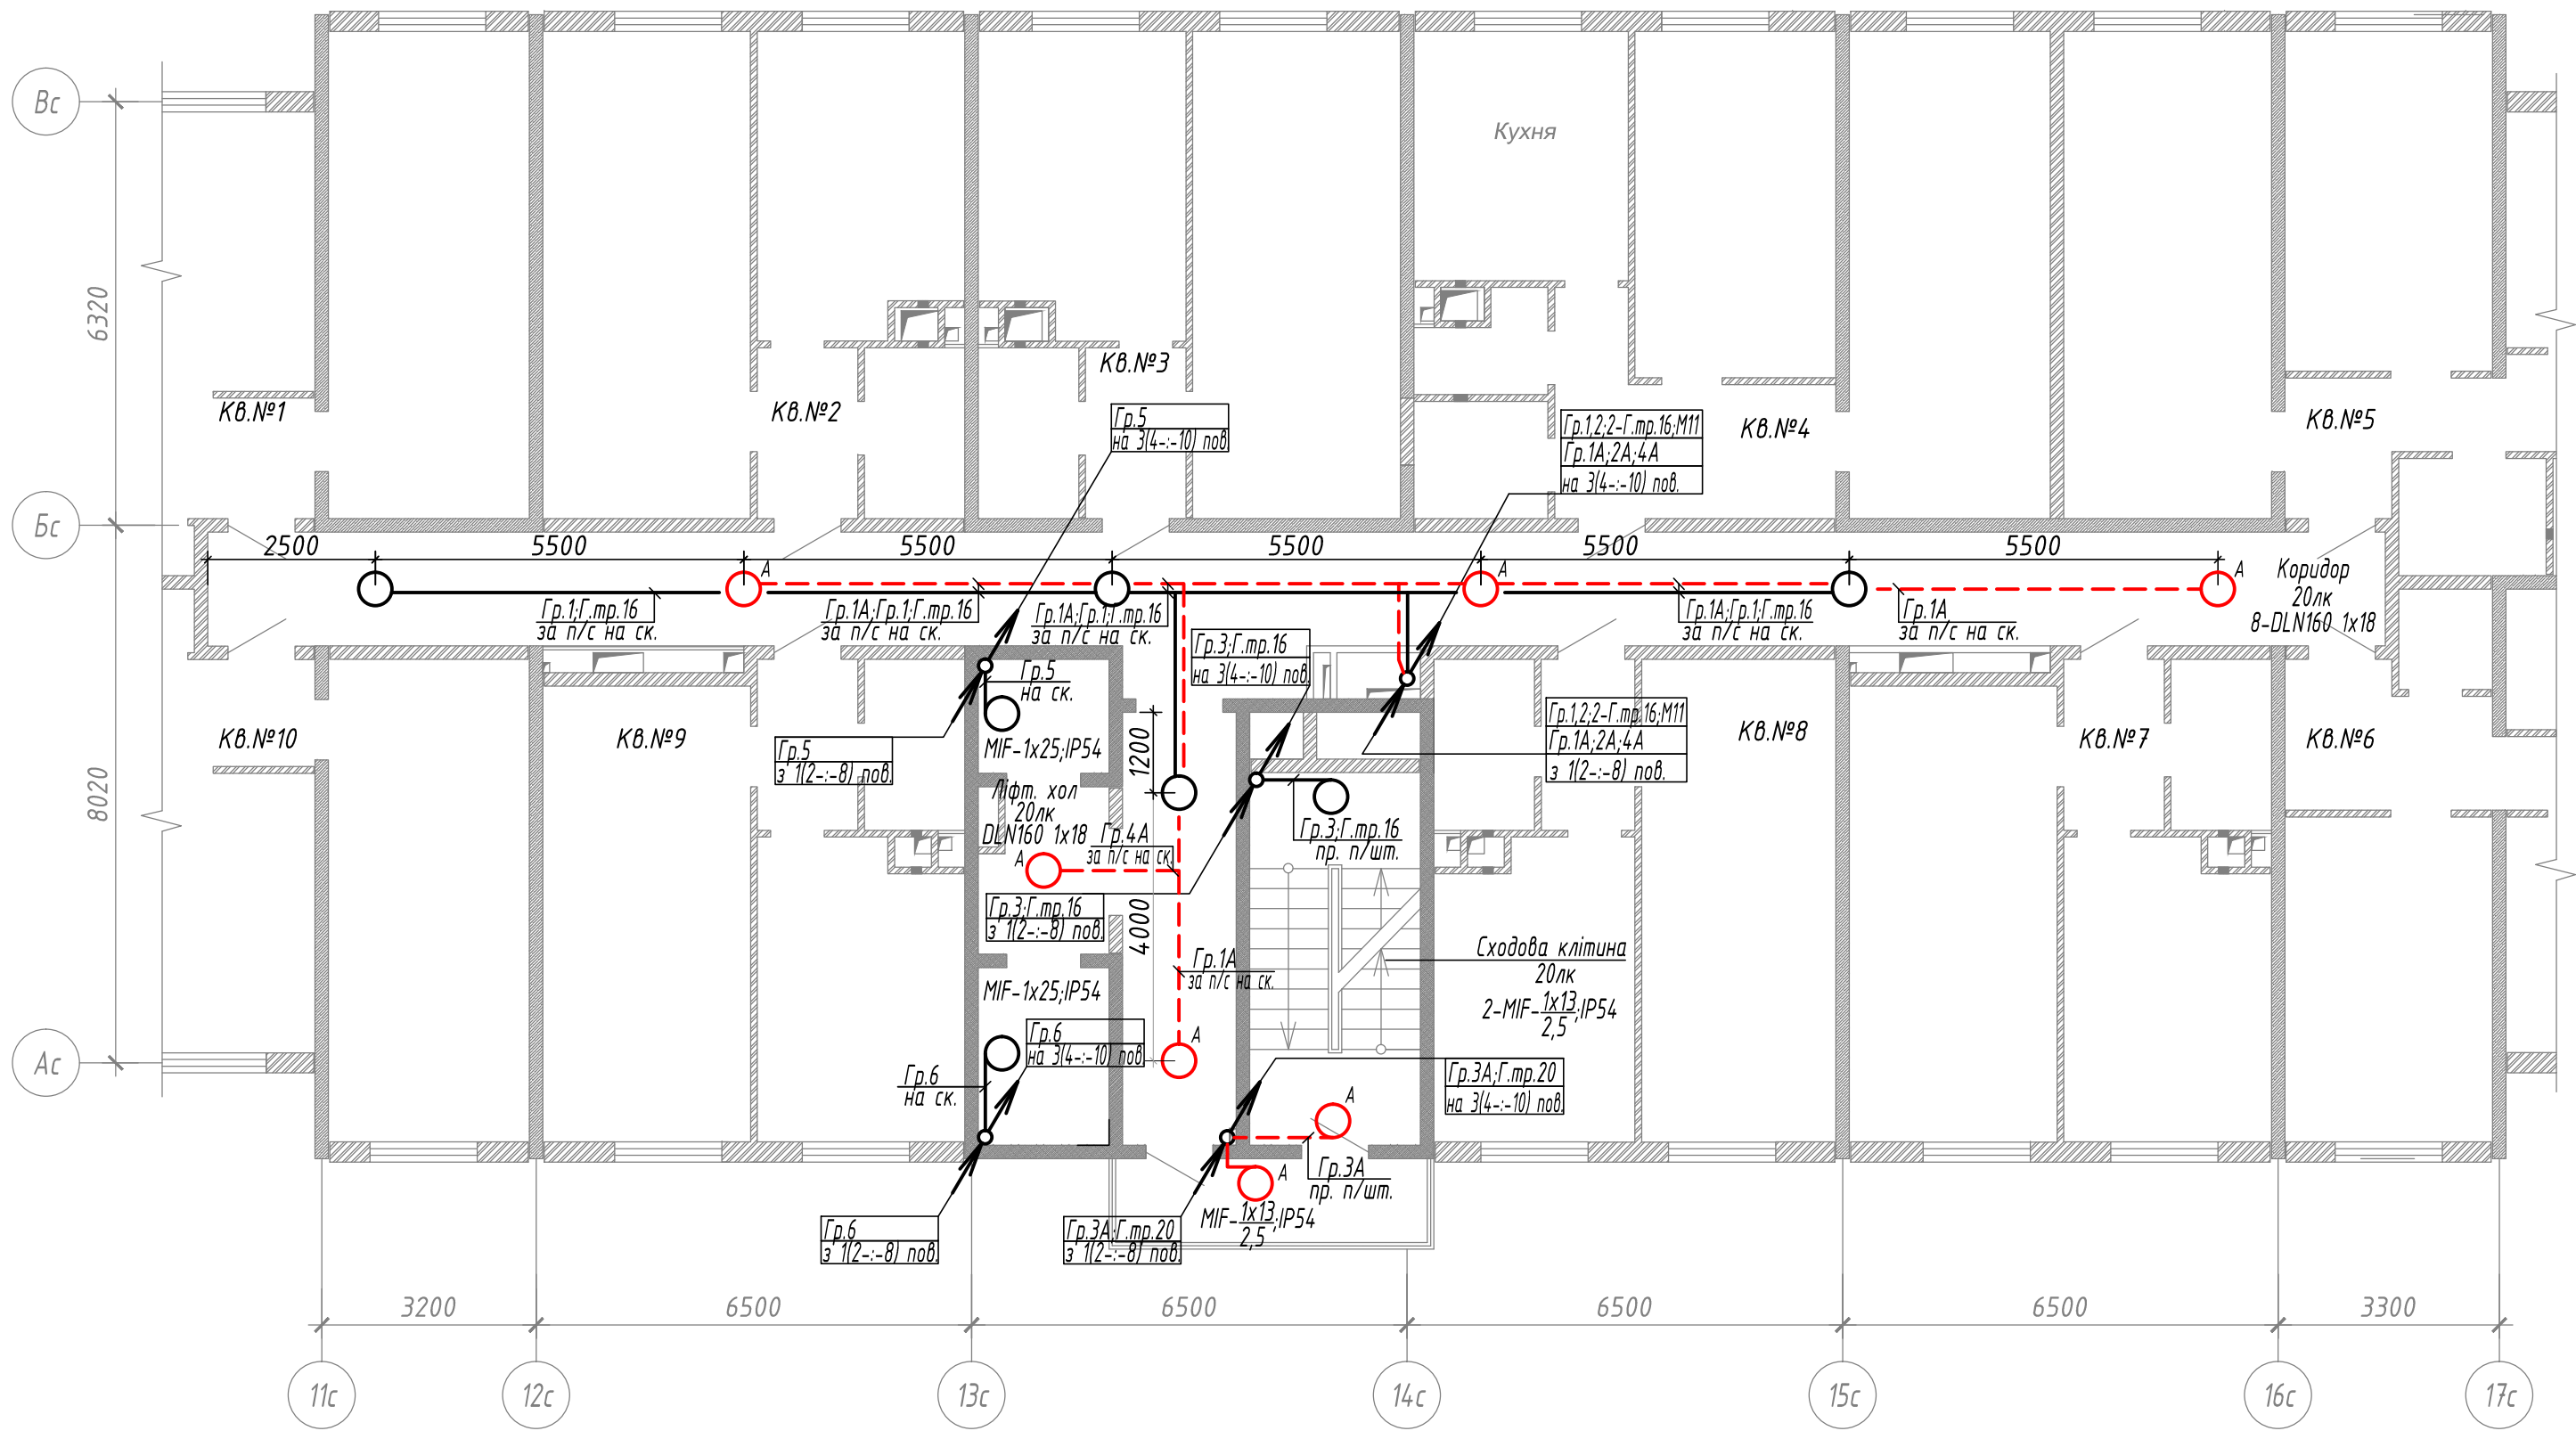 Вс
Кухня
6320
Кв.№3
Кв.№1
Кв.№2
Гр.5
на 3(4-:-10) пов.
Гр.1,2;2-Г.тр.16;М11
Гр.1А;2А;4А
на 3(4-:-10) пов.
Кв.№4
Кв.№5
Бс
2500
5500
5500
5500
5500
5500
А
А
А
Гр.1;Г.тр.16
за п/с на ск.
Гр.1А;Гр.1;Г.тр.16
за п/с на ск.
Гр.1А;Гр.1;Г.тр.16
за п/с на ск.
Гр.1А;Гр.1;Г.тр.16
за п/с на ск.
Гр.1А
за п/с на ск.
Коридор
20лк
8-DLN160 1x18
Гр.3;Г.тр.16
на 3(4-:-10) пов.
Гр.5
на ск.
Кв.№10
Кв.№9
Гр.5
з 1(2-:-8) пов.
MIF-1x25;IP54
1200
Гр.1,2;2-Г.тр.16;М11
Гр.1А;2А;4А
з 1(2-:-8) пов.
Кв.№8
Кв.№7
Кв.№6
8020
Ліфт. хол
20лк
DLN160 1x18
А
Гр.4А
за п/с на ск.
Гр.3;Г.тр.16
пр. п/шт.
Гр.3;Г.тр.16
з 1(2-:-8) пов.
4000
Гр.1А
за п/с на ск.
Сходова клітина
20лк
2-MIF-1x13/2,5;IP54
MIF-1x25;IP54
Гр.6
на 3(4-:-10) пов.
А
Ас
Гр.6
на ск.
Гр.3А;Г.тр.20
на 3(4-:-10) пов.
А
Гр.3А
пр. п/шт.
А
MIF-1x13/2,5;IP54
Гр.6
з 1(2-:-8) пов.
Гр.3А;Г.тр.20
з 1(2-:-8) пов.
3200
6500
6500
6500
6500
3300
11с
12с
13с
14с
15с
16с
17с